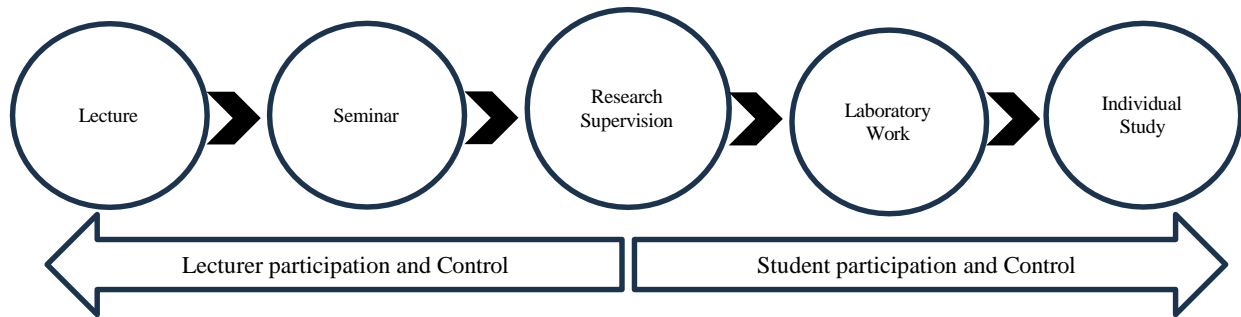 Lecture
Seminar
Research
Supervision
Laboratory
Work
Individual
Study
Lecturer participation and Control
Student participation and Control